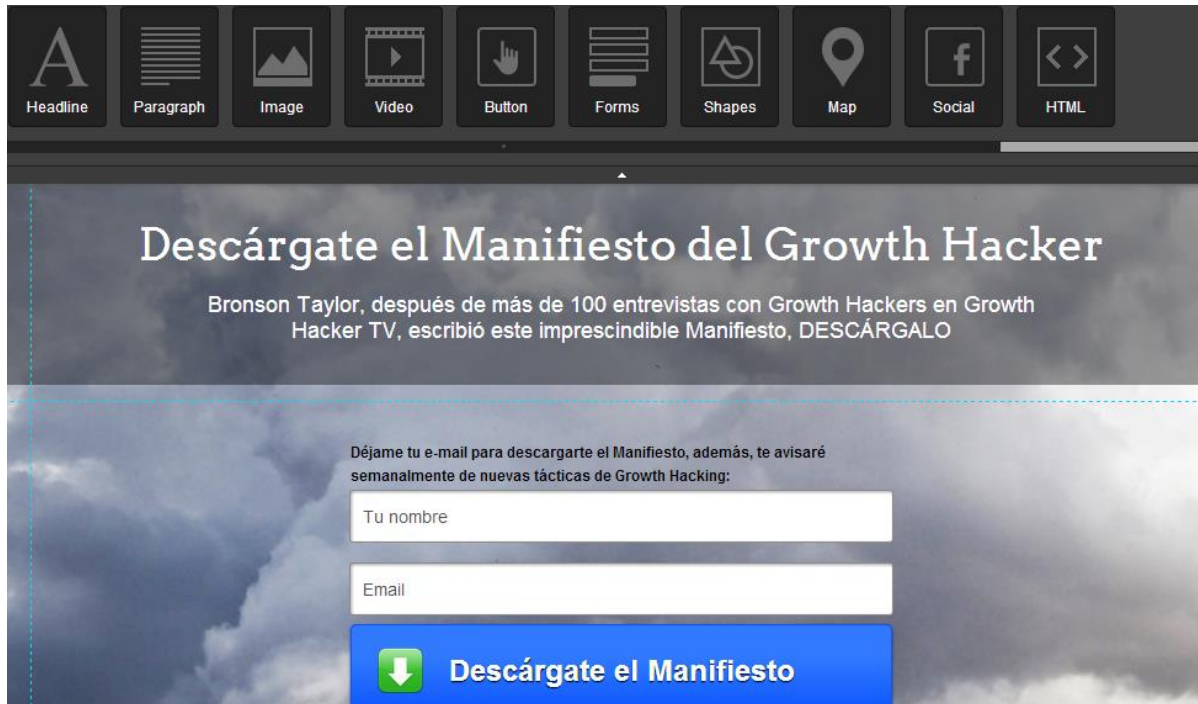 Headline Paragraph Image Video Button Forms Shapes Map Social HTML
Descárgate el Manifiesto del Growth Hacker
Bronson Taylor, después de más de 100 entrevistas con Growth Hackers en Growth
Hacker TV, escribió este imprescindible Manifiesto, DESCÁRGALO
Déjame tu e-mail para descargarte el Manifiesto, además, te avisaré
semanalmente de nuevas tácticas de Growth Hacking:
Tu nombre
Email
Descárgate el Manifiesto